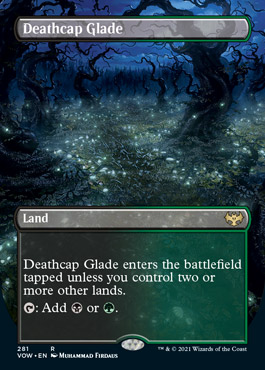 Deathcap Glade
Land
Deathcap Glade enters the battlefield
tapped unless you control two or
more other lands.
: Add or .
281 R
VOW • EN Muhammad Firdaus
™ & © 2021 Wizards of the Coast